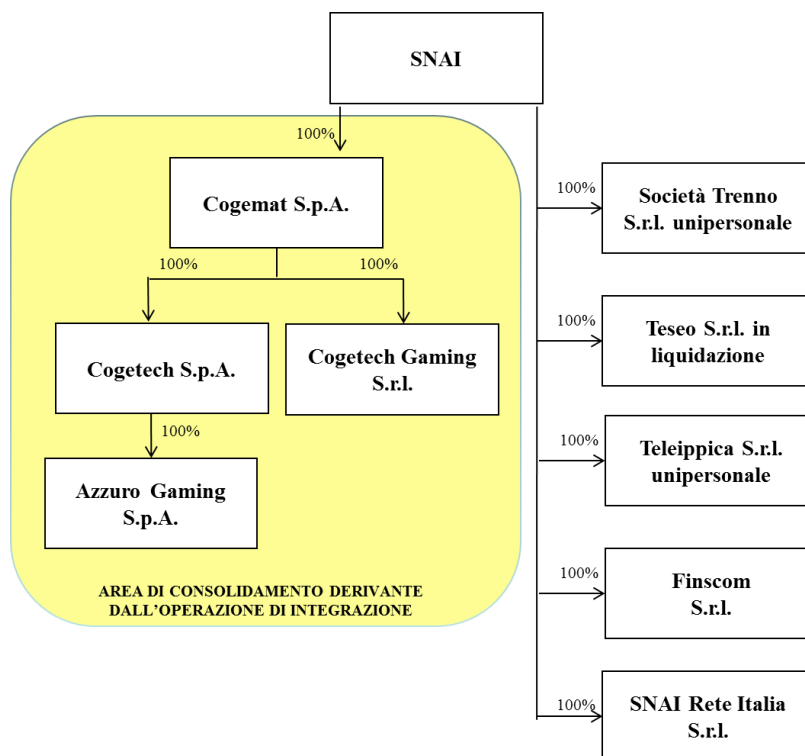 SNAI
100%
Cogemat S.p.A.
100%
100%
Cogetech S.p.A.
Cogetech Gaming
S.r.l.
100%
Azzuro Gaming
S.p.A.
AREA DI CONSOLIDAMENTO DERIVANTE
DALL’OPERAZIONE DI INTEGRAZIONE
100%
Società Trenno
S.r.l. unipersonale
100%
Teseo S.r.l. in
liquidazione
100%
Teleippica S.r.l.
unipersonale
100%
Finscom
S.r.l.
100%
SNAI Rete Italia
S.r.l.